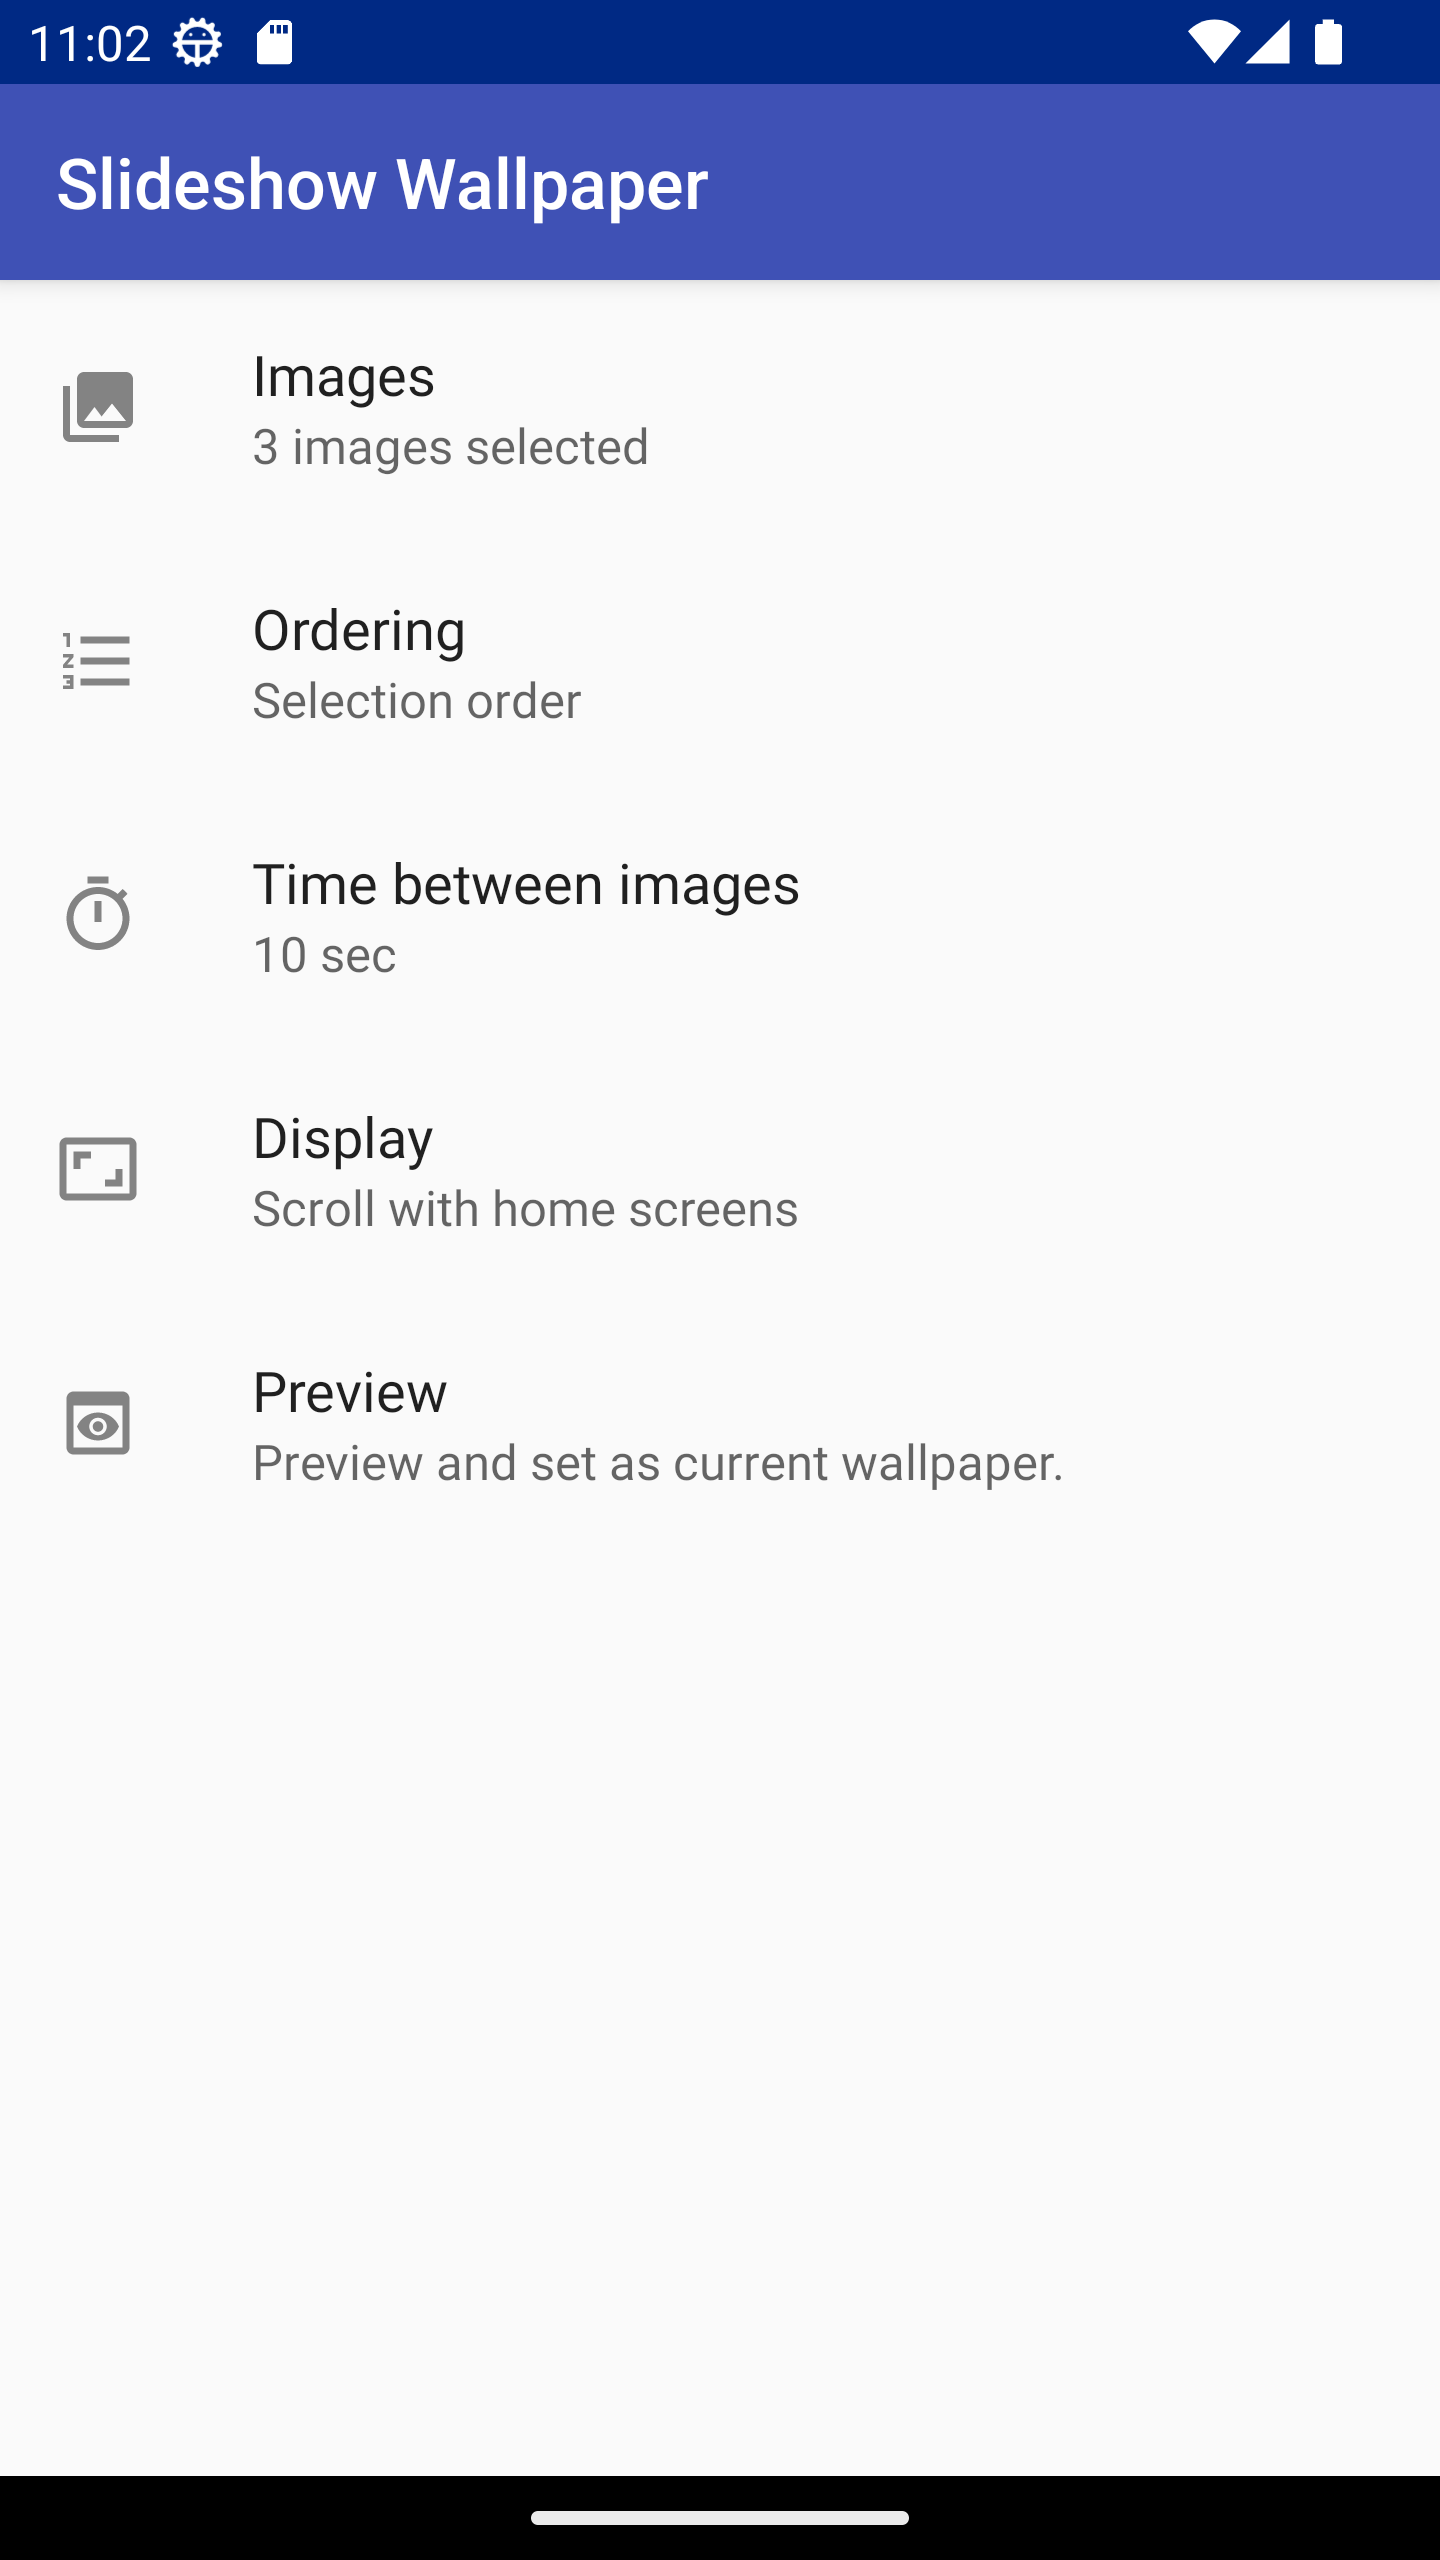 11:02
Slideshow Wallpaper
Images
3 images selected
Ordering
Selection order
Time between images
10 sec
Display
Scroll with home screens
Preview
Preview and set as current wallpaper.